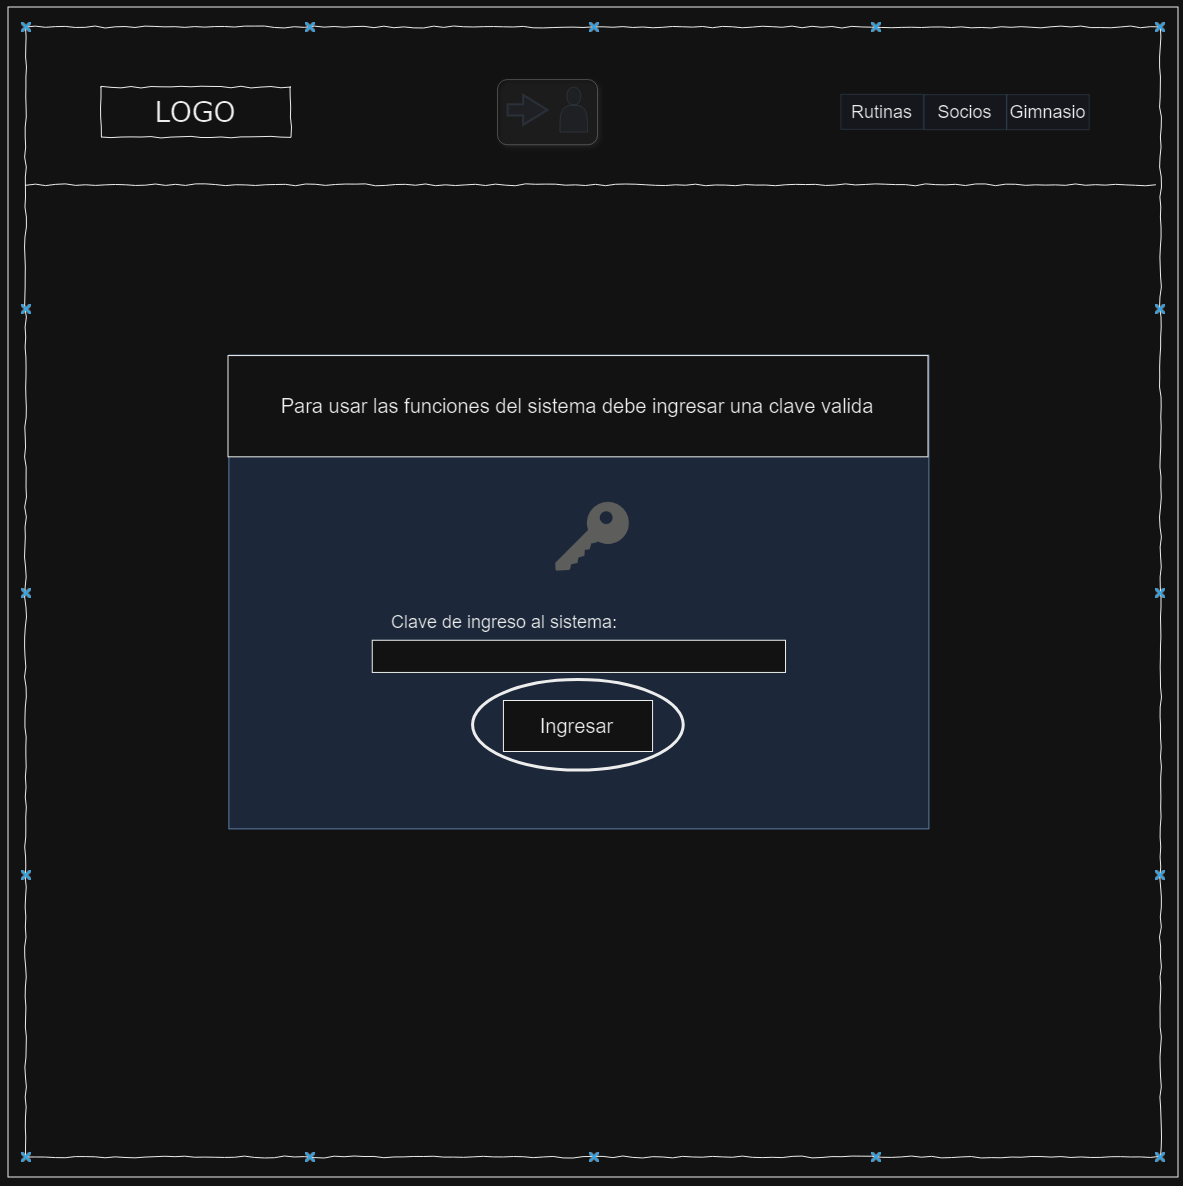 LOGO
Rutinas
Socios
Gimnasio
Para usar las funciones del sistema debe ingresar una clave valida
Clave de ingreso al sistema:
Ingresar